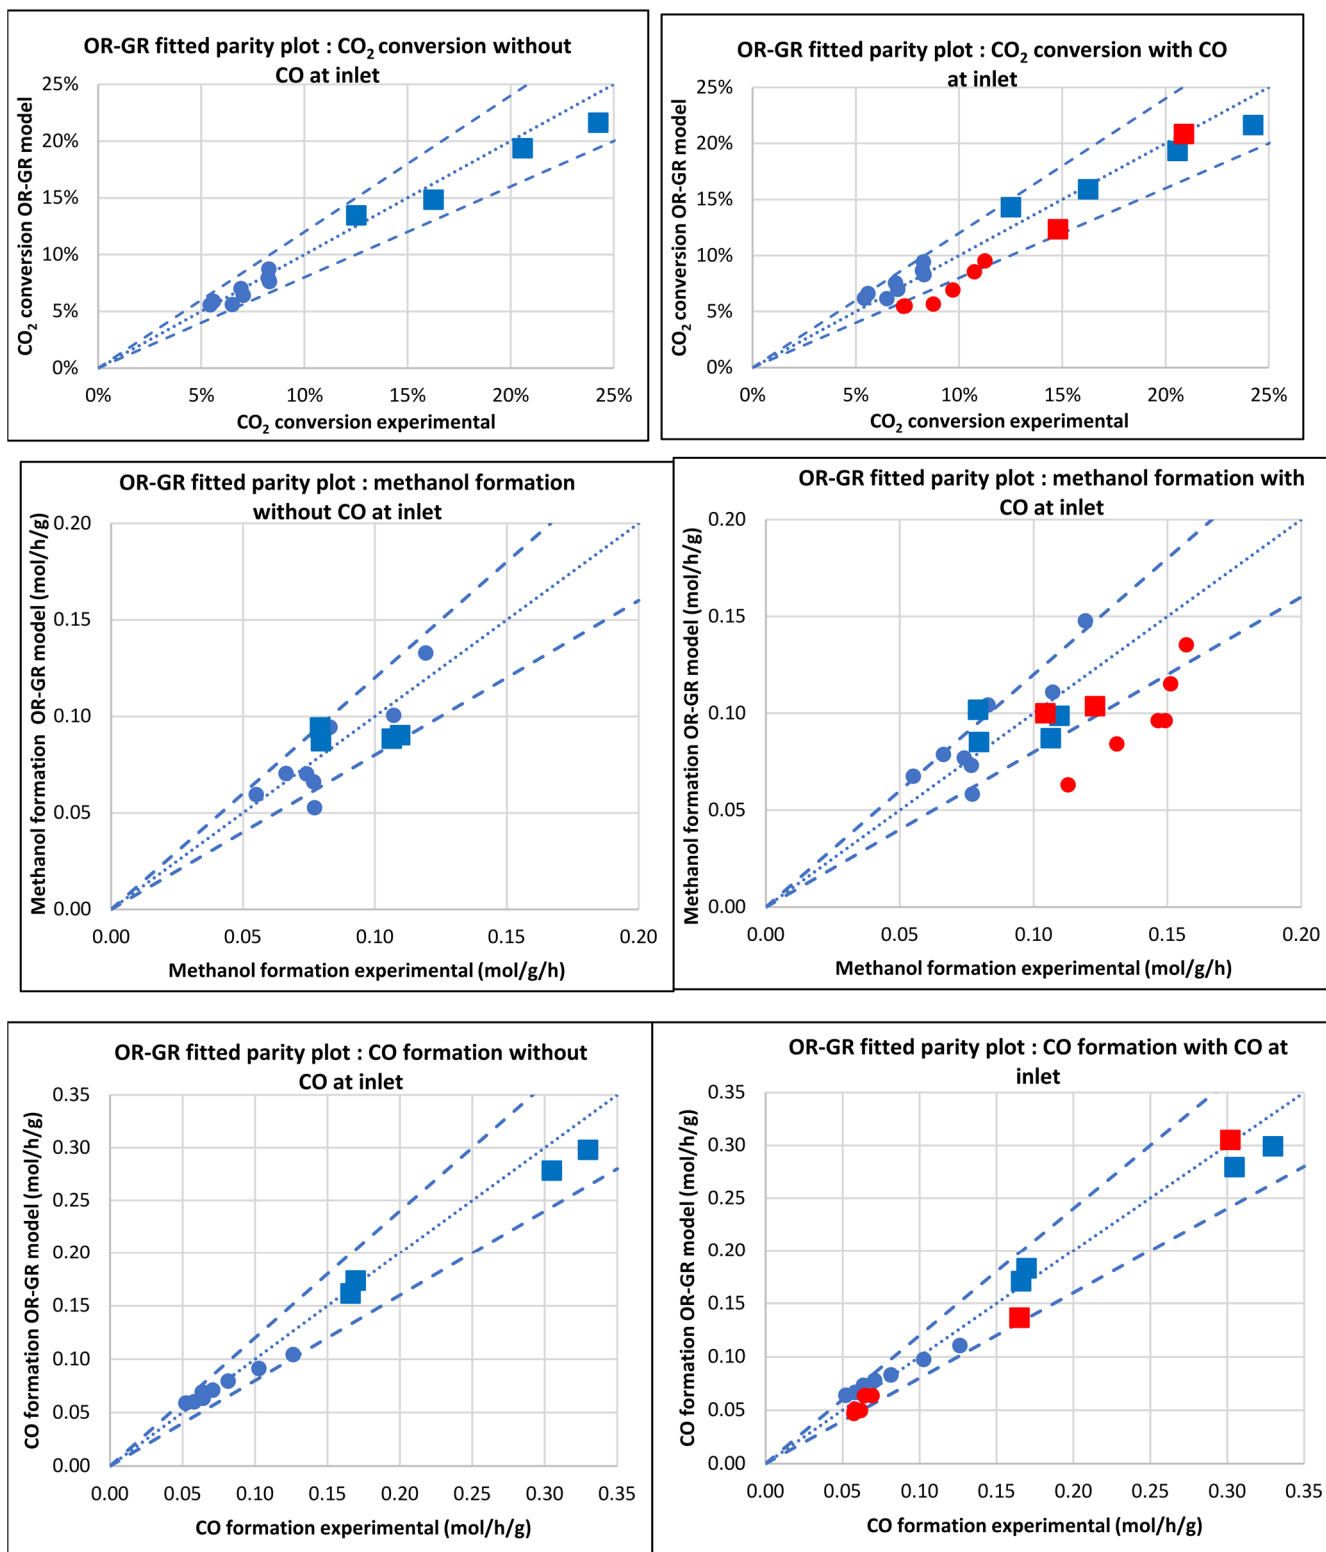 OR-GR fitted parity plot : CO₂ conversion without
CO at inlet
CO₂ conversion OR-GR model
25%
20%
15%
10%
5%
0%
0% 5% 10% 15% 20% 25%
CO₂ conversion experimental
OR-GR fitted parity plot : CO₂ conversion with CO
at inlet
CO₂ conversion OR-GR model
25%
20%
15%
10%
5%
0%
0% 5% 10% 15% 20% 25%
CO₂ conversion experimental
OR-GR fitted parity plot : methanol formation
without CO at inlet
Methanol formation OR-GR model (mol/h/g)
0.20
0.15
0.10
0.05
0.00
0.00 0.05 0.10 0.15 0.20
Methanol formation experimental (mol/g/h)
OR-GR fitted parity plot : methanol formation with
CO at inlet
Methanol formation OR-GR model (mol/h/g)
0.20
0.15
0.10
0.05
0.00
0.00 0.05 0.10 0.15 0.20
Methanol formation experimental (mol/g/h)
OR-GR fitted parity plot : CO formation without
CO at inlet
CO formation OR-GR model (mol/h/g)
0.35
0.30
0.25
0.20
0.15
0.10
0.05
0.00
0.00 0.05 0.10 0.15 0.20 0.25 0.30 0.35
CO formation experimental (mol/h/g)
OR-GR fitted parity plot : CO formation with CO at
inlet
CO formation OR-GR model (mol/h/g)
0.35
0.30
0.25
0.20
0.15
0.10
0.05
0.00
0.00 0.05 0.10 0.15 0.20 0.25 0.30 0.35
CO formation experimental (mol/h/g)